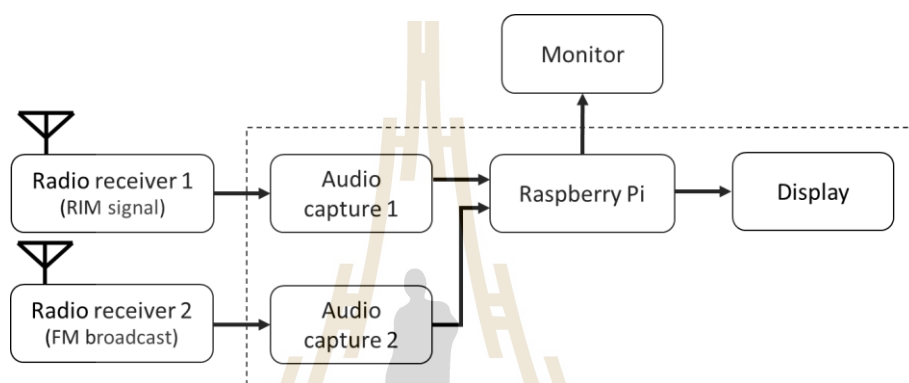 Monitor
Radio receiver 1
(RIM signal)
Audio
capture 1
Raspberry Pi
Display
Radio receiver 2
(FM broadcast)
Audio
capture 2